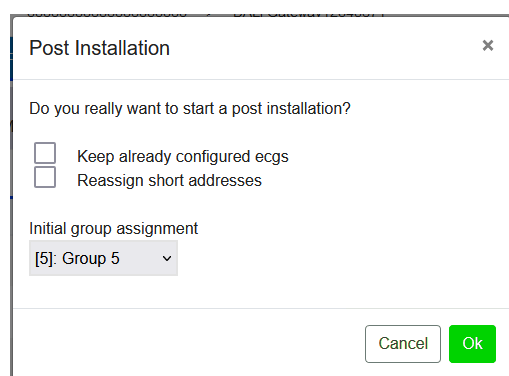 Post Installation
×
Do you really want to start a post installation?
Keep already configured ecgs
Reassign short addresses
Initial group assignment
[5]: Group 5
Cancel Ok